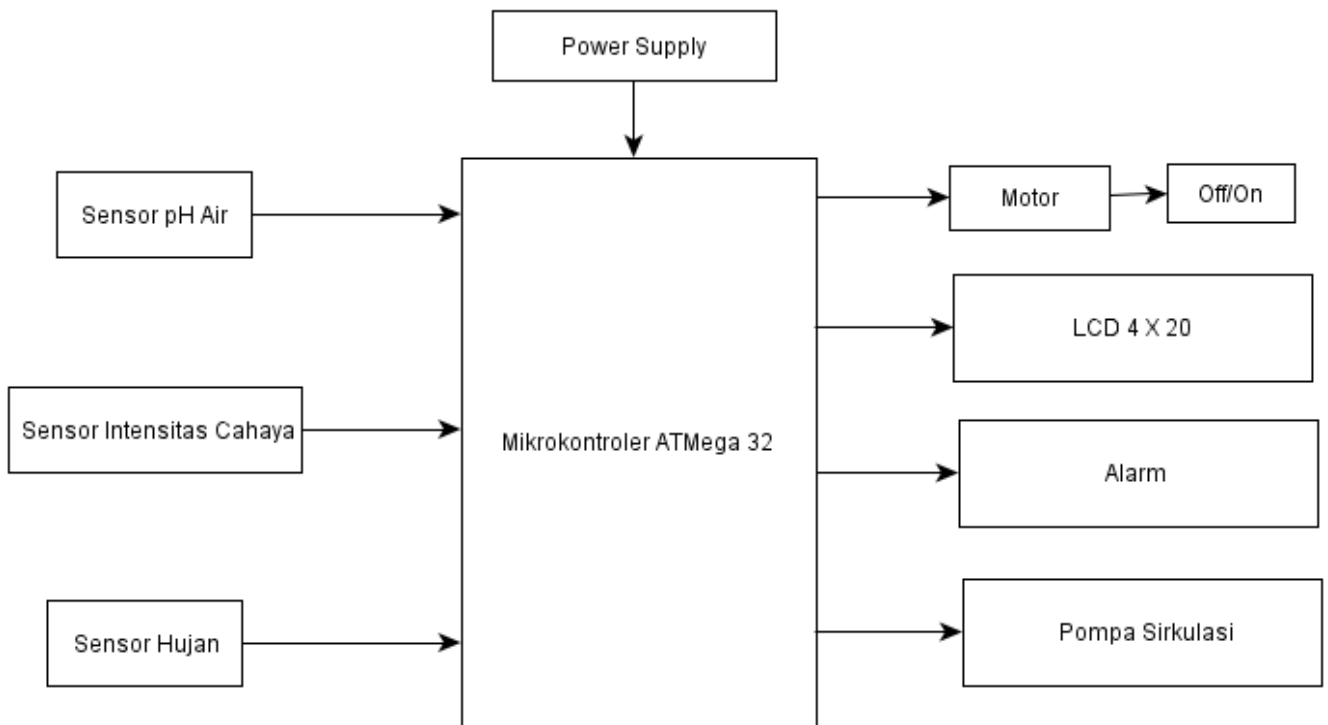 Power Supply
Sensor pH Air
Motor
Off/On
LCD 4 X 20
Sensor Intensitas Cahaya
Mikrokontroler ATMega 32
Alarm
Sensor Hujan
Pompa Sirkulasi